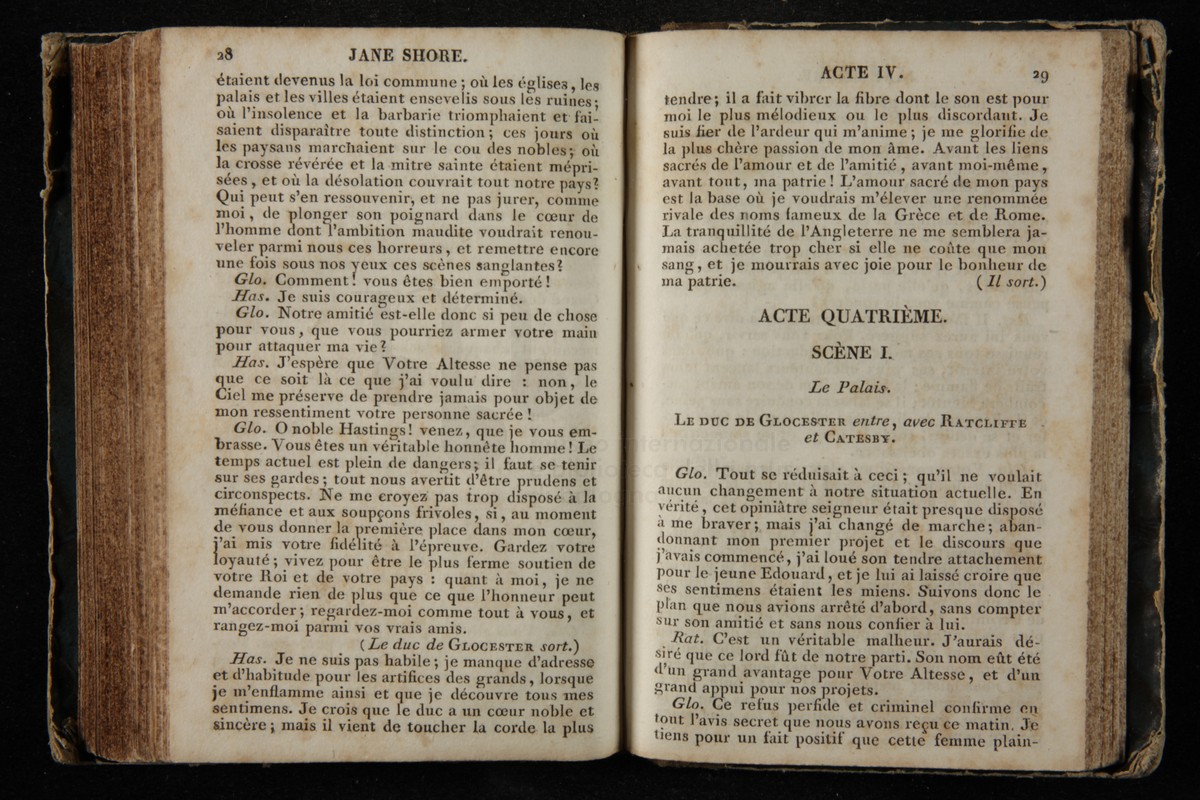 28 JANE SHORE.
étaient devenus la loi commune ; où les églises, les
palais et les villes étaient ensevelis sous les ruines ;
où l'insolence et la barbarie triomphaient et fai-
saient disparaître toute distinction ; ces jours où
les paysans marchaient sur le cou des nobles ; où
la crosse révérée et la mitre sainte étaient mépri-
sées, et où la désolation couvrait tout notre pays ?
Qui peut s'en ressouvenir, et ne pas jurer, comme
moi, de plonger son poignard dans le cœur de
l'homme dont l'ambition maudite voudrait renou-
veler parmi nous ces horreurs, et remettre encore
une fois sous nos yeux ces scènes sanglantes ?
Glo. Comment ! vous êtes bien emporté !
Has. Je suis courageux et déterminé.
Glo. Notre amitié est-elle donc si peu de chose
pour vous, que vous pourriez armer votre main
pour attaquer ma vie ?
Has. J'espère que Votre Altesse ne pense pas
que ce soit là ce que j'ai voulu dire : non, le
Ciel me préserve de prendre jamais pour objet de
mon ressentiment votre personne sacrée !
Glo. O noble Hastings ! venez, que je vous em-
brasse. Vous êtes un véritable honnête homme ! Le
temps actuel est plein de dangers ; il faut se tenir
sur ses gardes ; tout nous avertit d'être prudens et
circonspects. Ne me croyez pas trop disposé à la
méfiance et aux soupçons frivoles, si, au moment
de vous donner la première place dans mon cœur,
j'ai mis votre fidélité à l'épreuve. Gardez votre
loyauté ; vivez pour être le plus ferme soutien de
votre Roi et de votre pays : quant à moi, je ne
demande rien de plus que ce que l'honneur peut
m'accorder ; regardez-moi comme tout à vous, et
rangez-moi parmi vos vrais amis.
(Le duc de GLOCESTER sort.)
Has. Je ne suis pas habile ; je manque d'adresse
et d'habitude pour les artifices des grands, lorsque
je m'enflamme ainsi et que je découvre tous mes
sentimens. Je crois que le duc a un cœur noble et
sincère ; mais il vient de toucher la corde la plus
ACTE IV. 29
tendre ; il a fait vibrer la fibre dont le son est pour
moi le plus mélodieux ou le plus discordant. Je
suis fier de l'ardeur qui m'anime ; je me glorifie de
la plus chère passion de mon âme. Avant les liens
sacrés de l'amour et de l'amitié, avant moi-même,
avant tout, ma patrie ! L'amour sacré de mon pays
est la base où je voudrais m'élever une renommée
rivale des noms fameux de la Grèce et de Rome.
La tranquillité de l'Angleterre ne me semblera ja-
mais achetée trop cher si elle ne coûte que mon
sang, et je mourrais avec joie pour le bonheur de
ma patrie. (Il sort.)
ACTE QUATRIÈME.
SCÈNE I.
Le Palais.
LE DUC DE GLOCESTER entre, avec RATCLIFFE
et CATESBY.
Glo. Tout se réduisait à ceci ; qu'il ne voulait
aucun changement à notre situation actuelle. En
vérité, cet opiniâtre seigneur était presque disposé
à me braver ; mais j'ai changé de marche ; aban-
donnant mon premier projet et le discours que
j'avais commencé, j'ai loué son tendre attachement
pour le jeune Edouard, et je lui ai laissé croire que
ses sentimens étaient les miens. Suivons donc le
plan que nous avions arrêté d'abord, sans compter
sur son amitié et sans nous confier à lui.
Rat. C'est un véritable malheur. J'aurais dé-
siré que ce lord fût de notre parti. Son nom eût été
d'un grand avantage pour Votre Altesse, et d'un
grand appui pour nos projets.
Glo. Ce refus perfide et criminel confirme en
tout l'avis secret que nous avons reçu ce matin. Je
tiens pour un fait positif que cette femme plain-